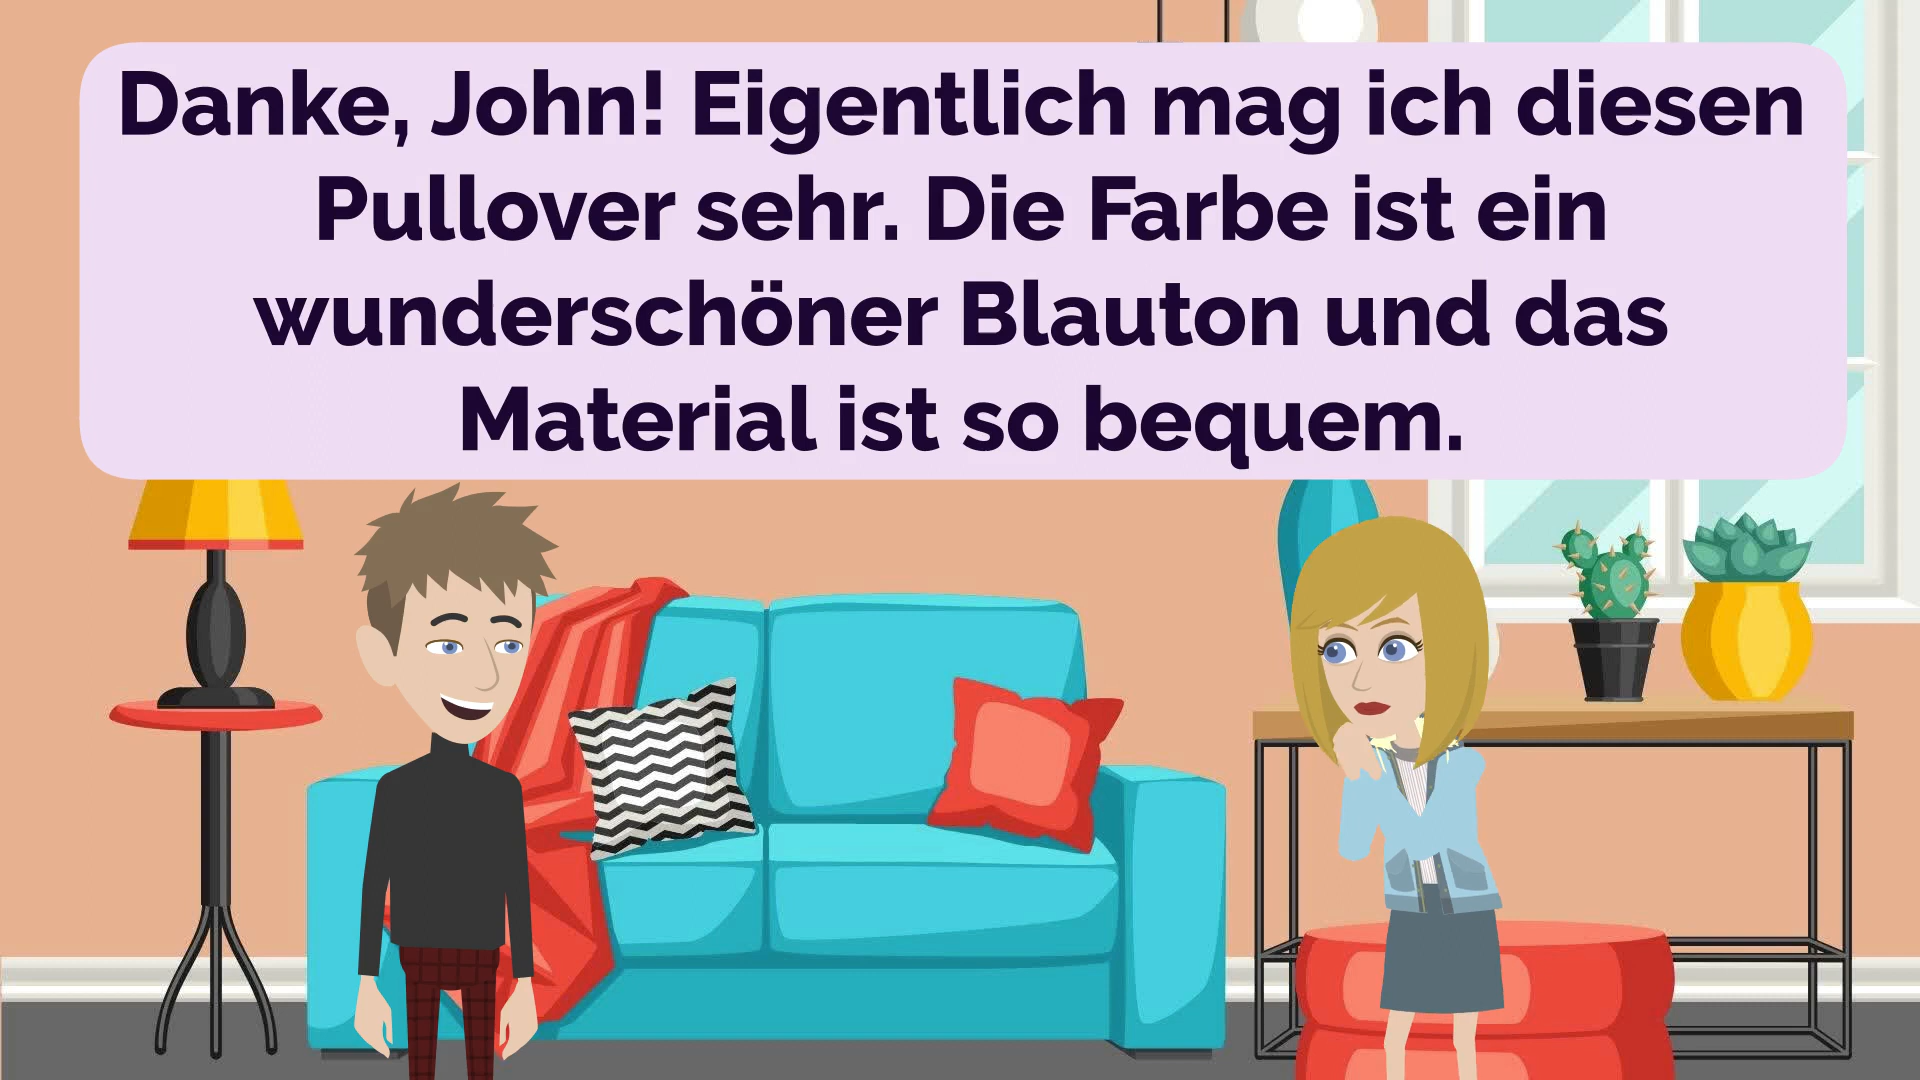 Danke, John! Eigentlich mag ich diesen
Pullover sehr. Die Farbe ist ein
wunderschöner Blauton und das
Material ist so bequem.